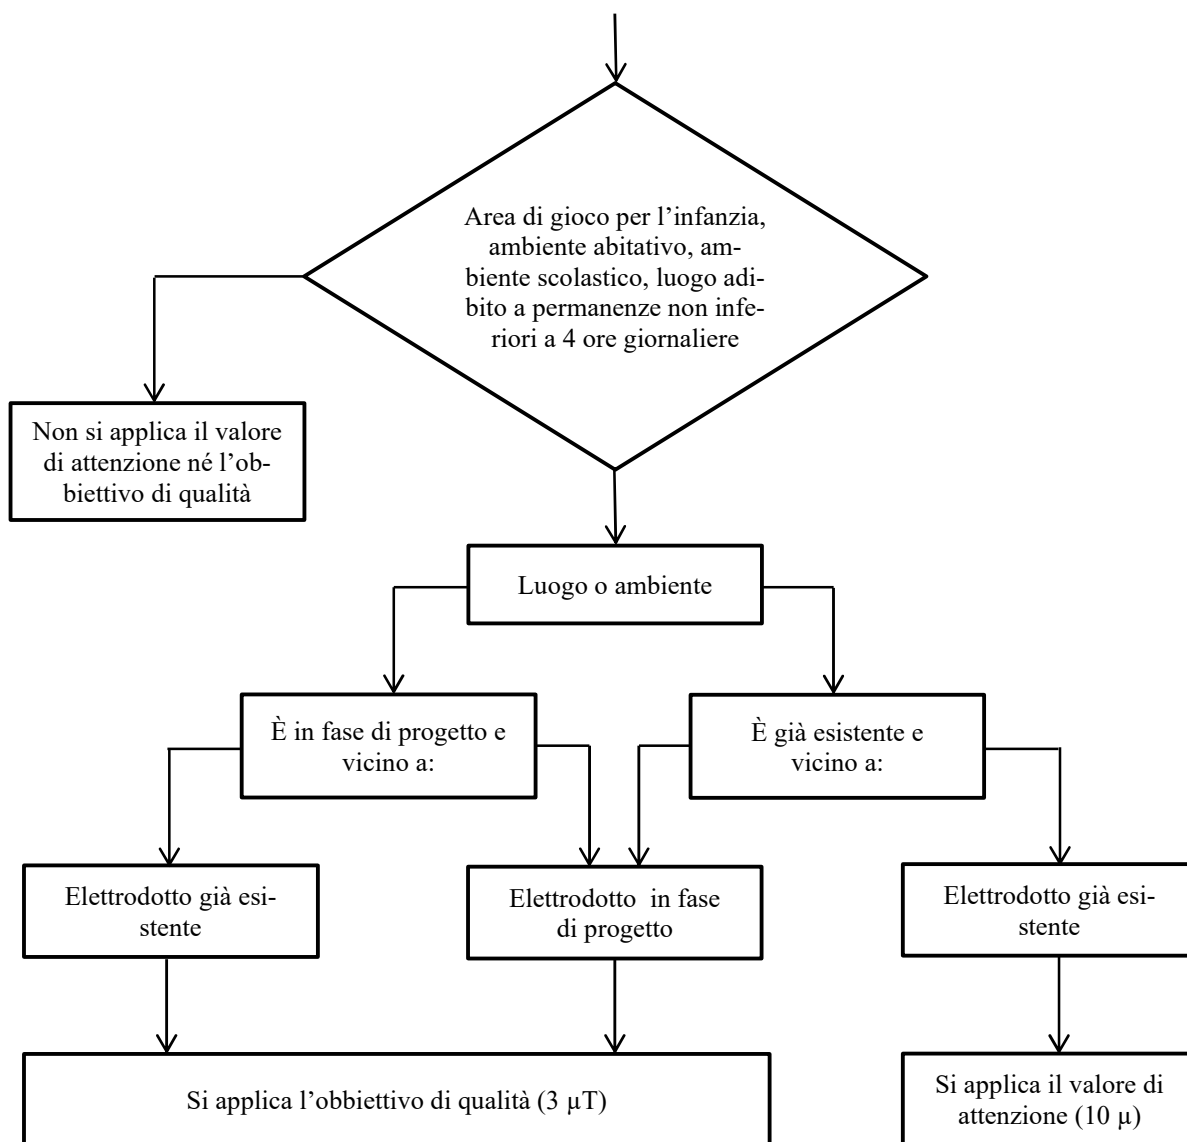 Area di gioco per l’infanzia,
ambiente abitativo, am-
biente scolastico, luogo adi-
bito a permanenze non infe-
riori a 4 ore giornaliere
Non si applica il valore
di attenzione né l’ob-
biettivo di qualità
Luogo o ambiente
È in fase di progetto e
vicino a:
È già esistente e
vicino a:
Elettrodotto già esi-
stente
Elettrodotto in fase
di progetto
Elettrodotto già esi-
stente
Si applica l’obbiettivo di qualità (3 µT)
Si applica il valore di
attenzione (10 µ)